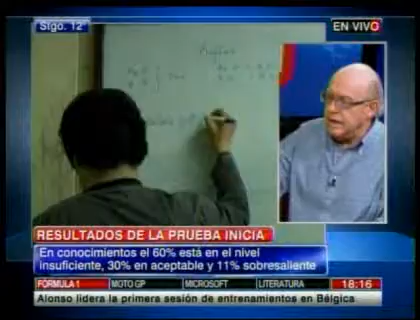 Stgo. 12°
EN VIVO
RESULTADOS DE LA PRUEBA INICIA
En conocimientos el 60% está en el nivel
insuficiente, 30% en aceptable y 11% sobresaliente
FÓRMULA 1 MOTO GP MICROSOFT LITERATURA 18:16
Alonso lidera la primera sesión de entrenamientos en Bélgica